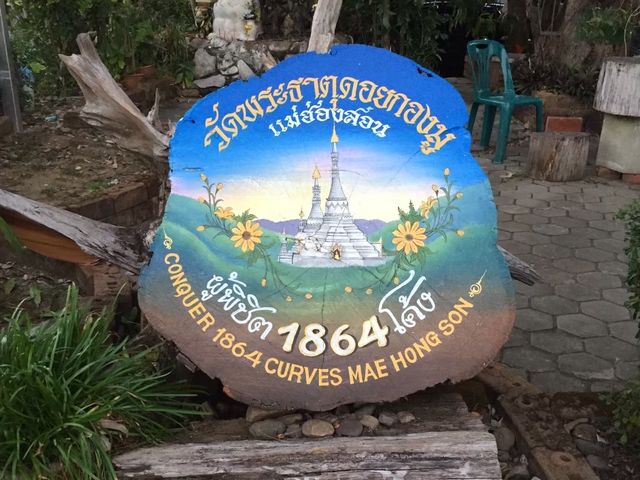 วัดพระธาตุดอยกองมู
แม่ฮ่องสอน
ผู้พิชิต 1864 โค้ง
CONQUER 1864 CURVES MAE HONG SON